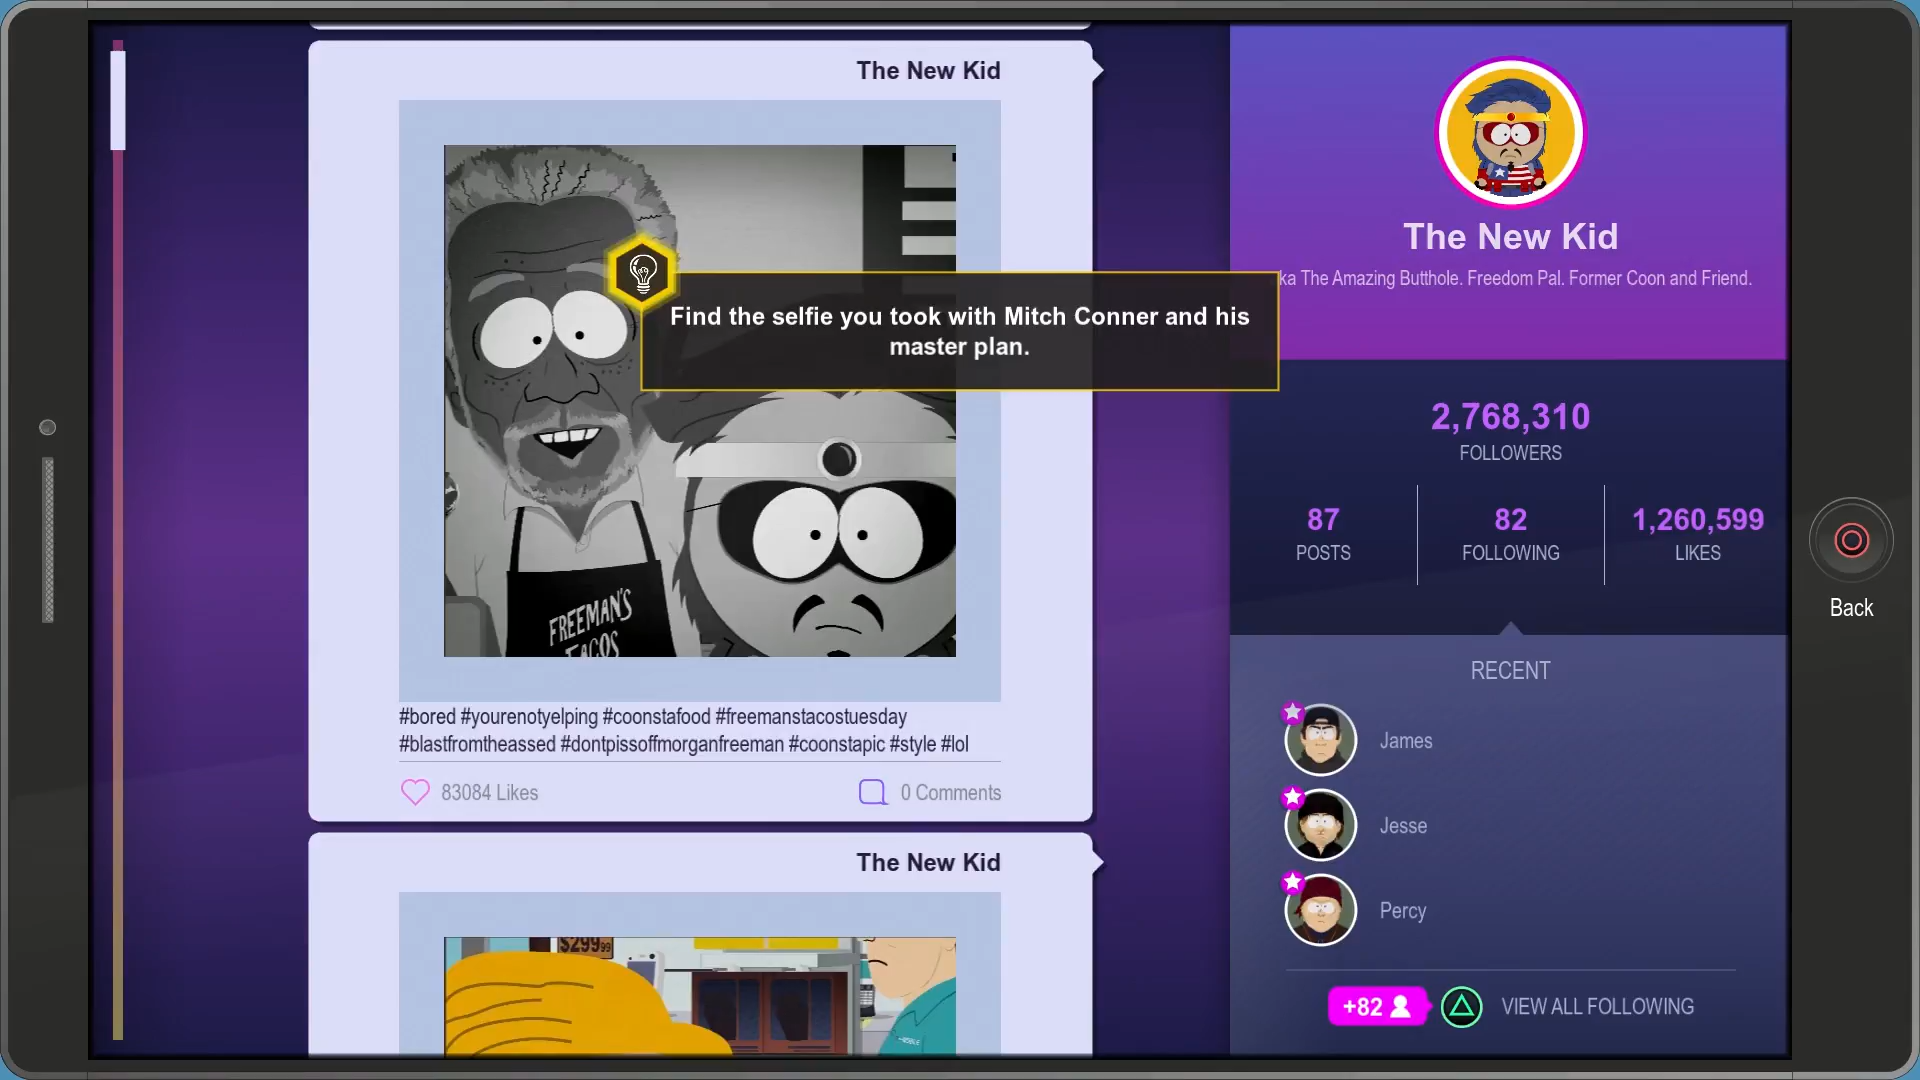 The New Kid
FREEMAN'S
TACOS
Find the selfie you took with Mitch Conner and his
master plan.
#bored #yourenotyelping #coonstafood #freemanstacostuesday
#blastfromtheassed #dontpissoffmorganfreeman #coonstapic #style #lol
83084 Likes
0 Comments
The New Kid
$299.99
The New Kid
ka The Amazing Butthole. Freedom Pal. Former Coon and Friend.
2,768,310
FOLLOWERS
87
POSTS
82
FOLLOWING
1,260,599
LIKES
RECENT
James
Jesse
Percy
+82
VIEW ALL FOLLOWING
Back